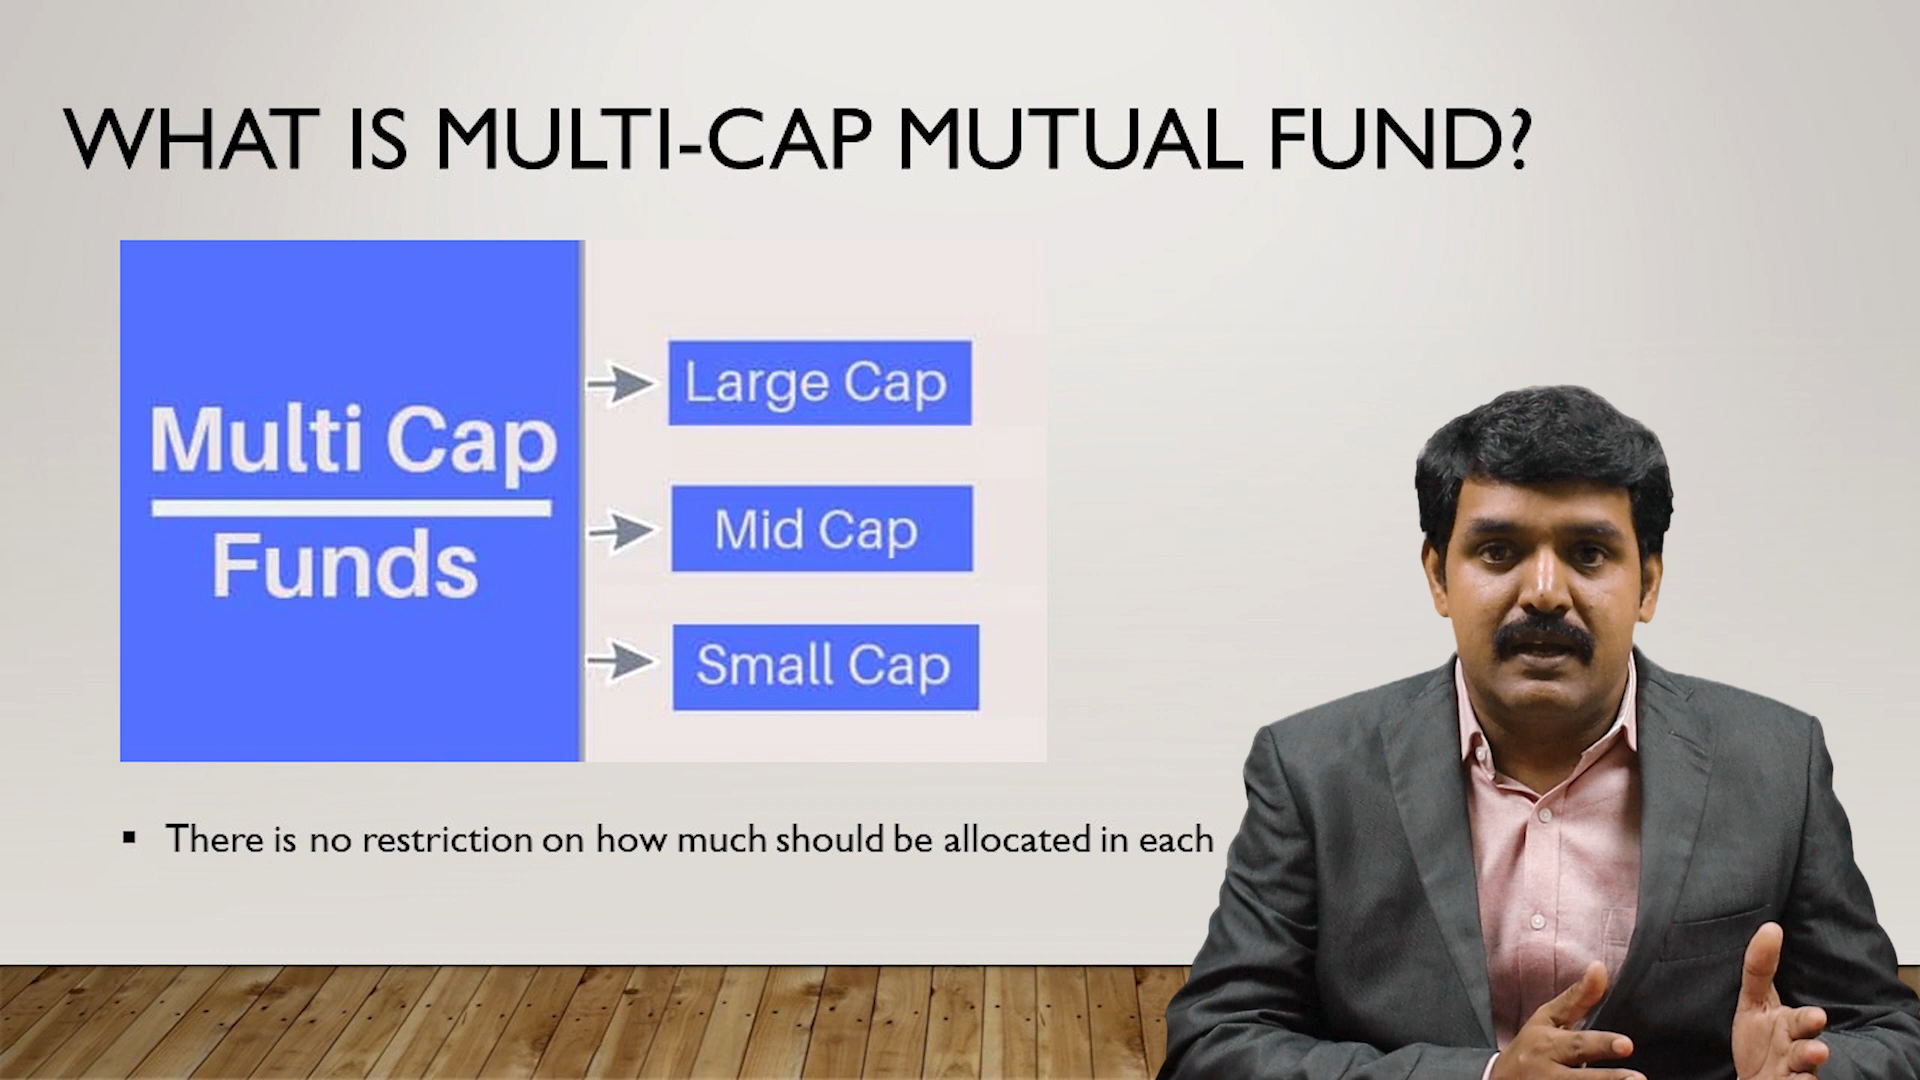 WHAT IS MULTI-CAP MUTUAL FUND?
Multi Cap
Funds
Large Cap
Mid Cap
Small Cap
▪ There is no restriction on how much should be allocated in each